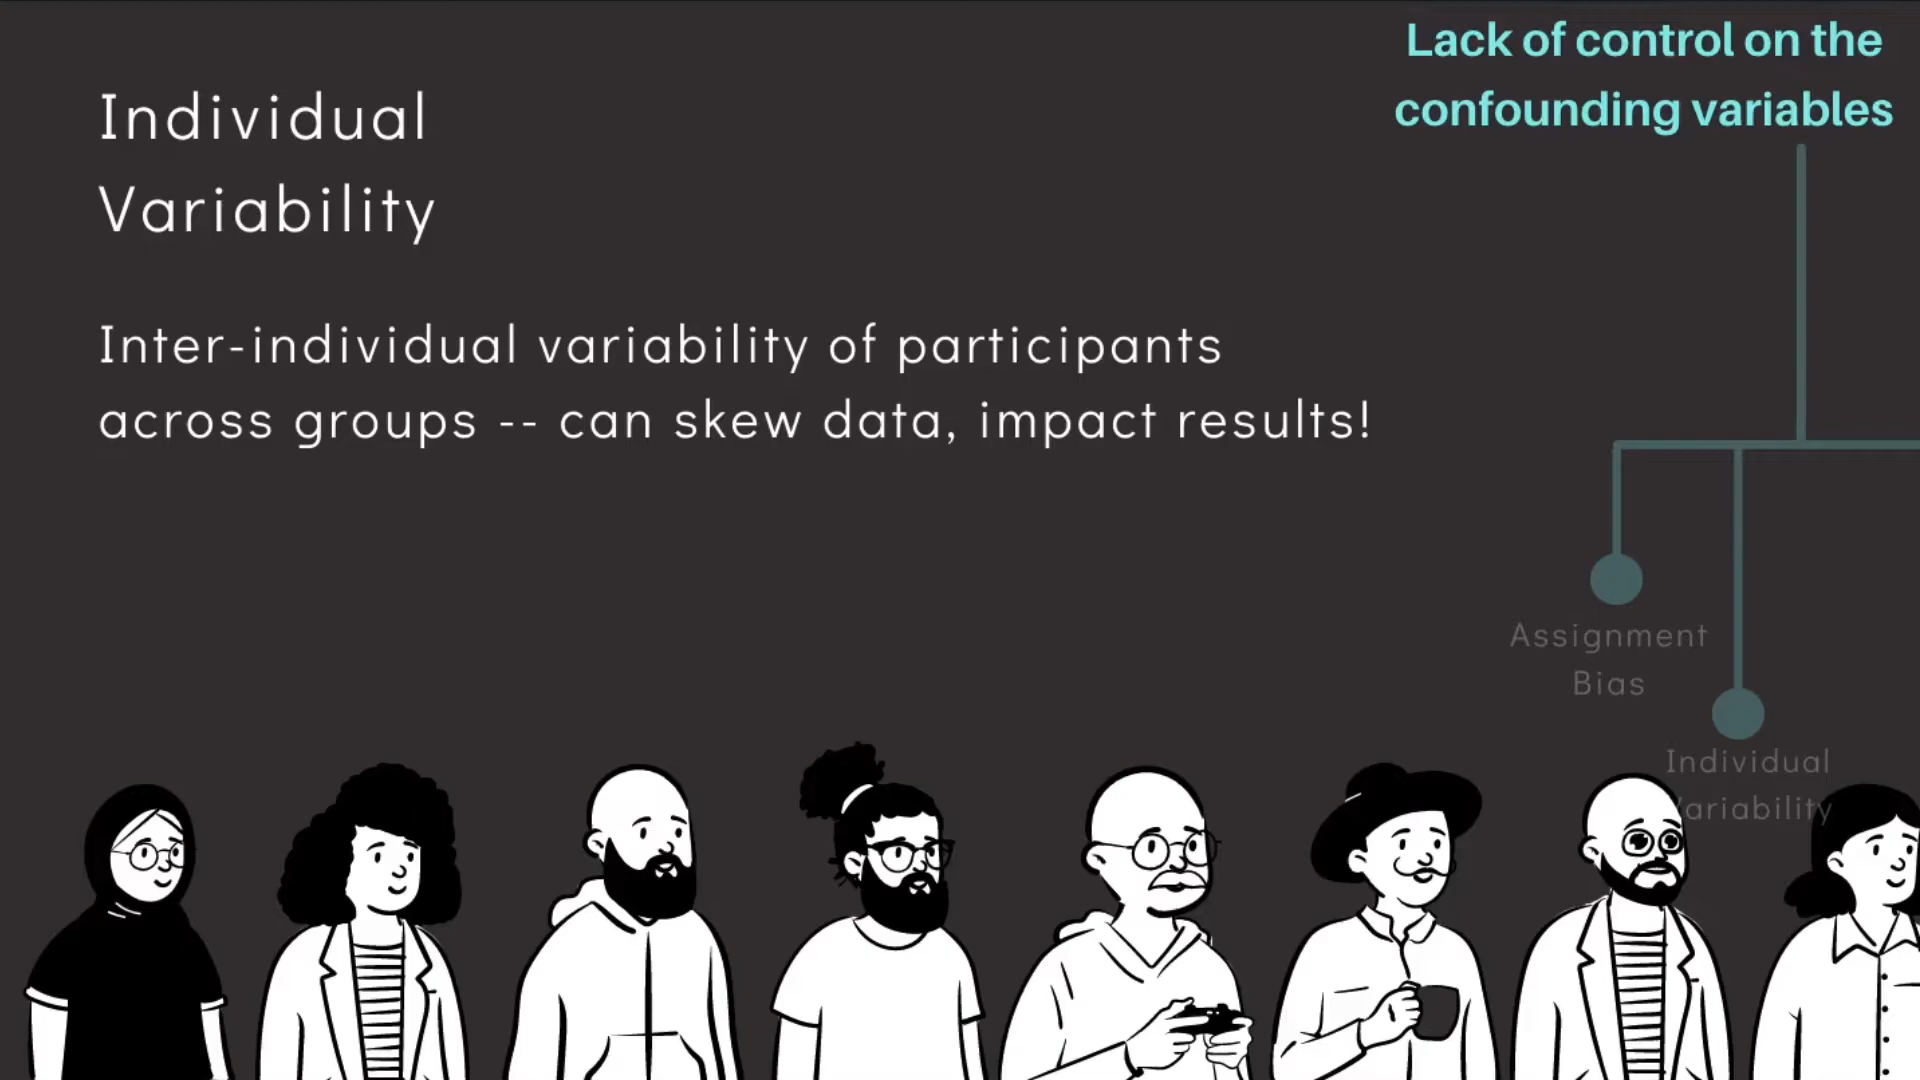 Lack of control on the
confounding variables
Individual
Variability
Inter-individual variability of participants
across groups -- can skew data, impact results!
Assignment
Bias
Individual
Variability